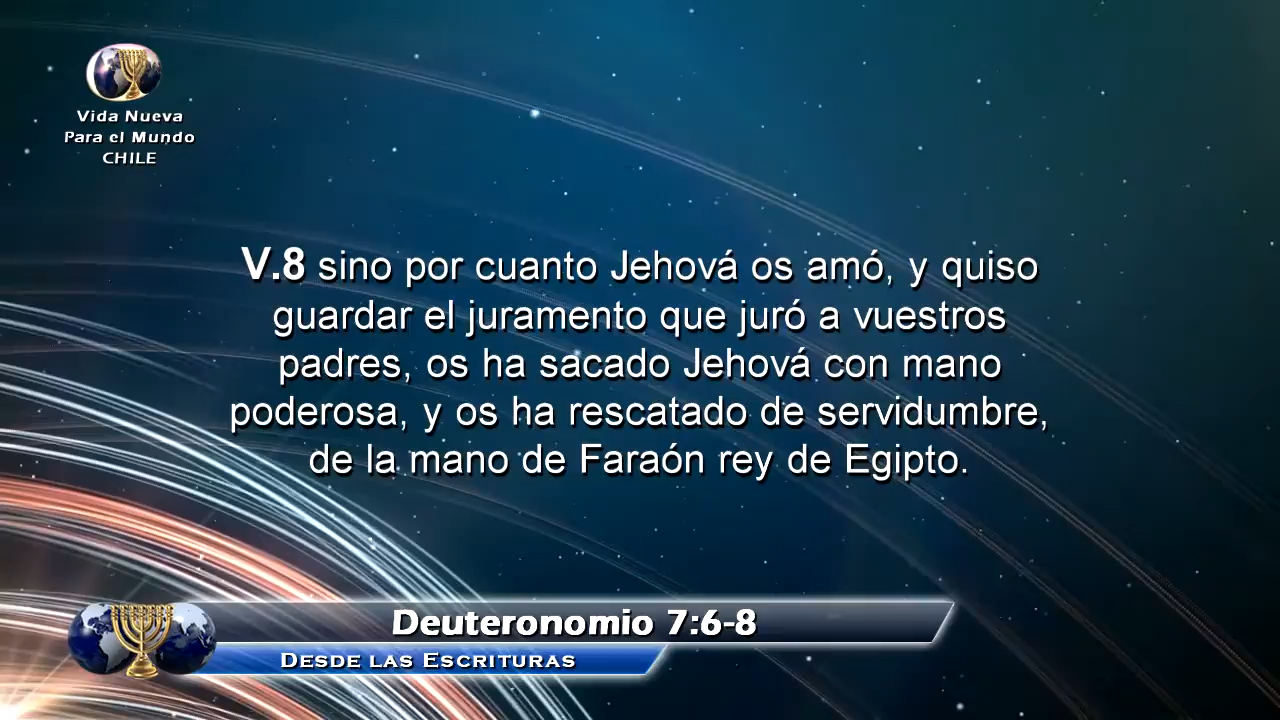 Vida Nueva
Para el Mundo
CHILE
V.8 sino por cuanto Jehová os amó, y quiso
guardar el juramento que juró a vuestros
padres, os ha sacado Jehová con mano
poderosa, y os ha rescatado de servidumbre,
de la mano de Faraón rey de Egipto.
Deuteronomio 7:6-8
Desde las Escrituras